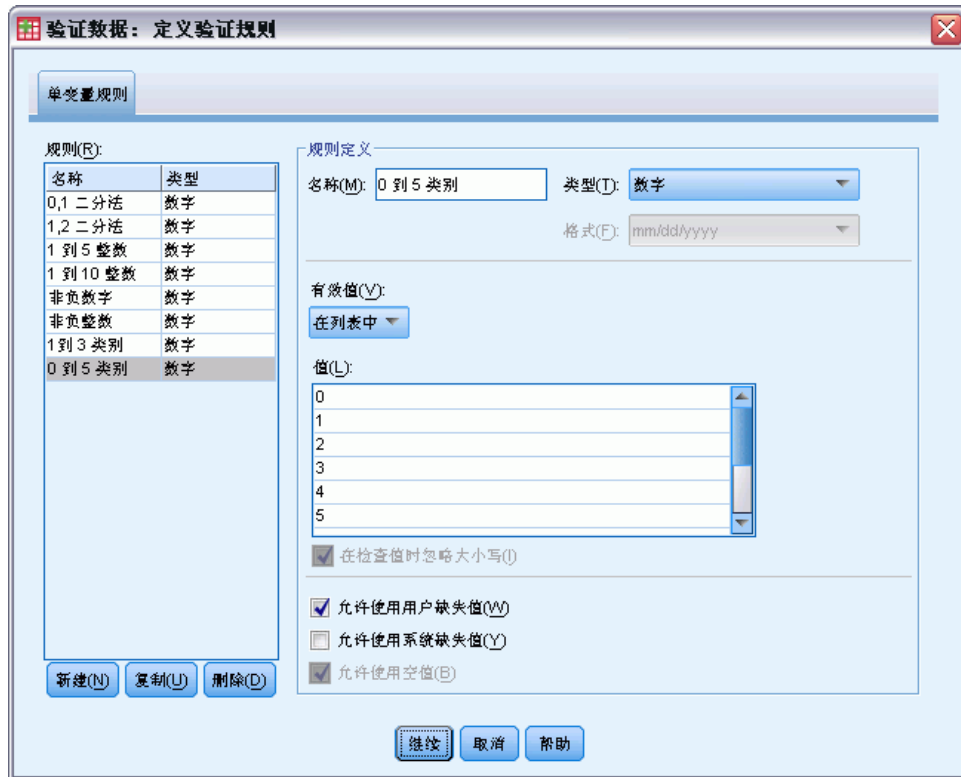 验证数据： 定义验证规则
单变量规则
规则(R):
名称 类型
0,1 二分法 数字
1,2 二分法 数字
1 到 5 整数 数字
1 到 10 整数 数字
非负数字 数字
非负整数 数字
1到 3 类别 数字
0 到 5 类别 数字
新建(N) 复制(U) 删除(D)
规则定义
名称(M): 0 到 5 类别 类型(T): 数字
格式(F): mm/dd/yyyy
有效值(V):
在列表中
值(L):
0
1
2
3
4
5
在检查值时忽略大小写(I)
允许使用用户缺失值(W)
允许使用系统缺失值(Y)
允许使用空值(B)
继续 取消 帮助